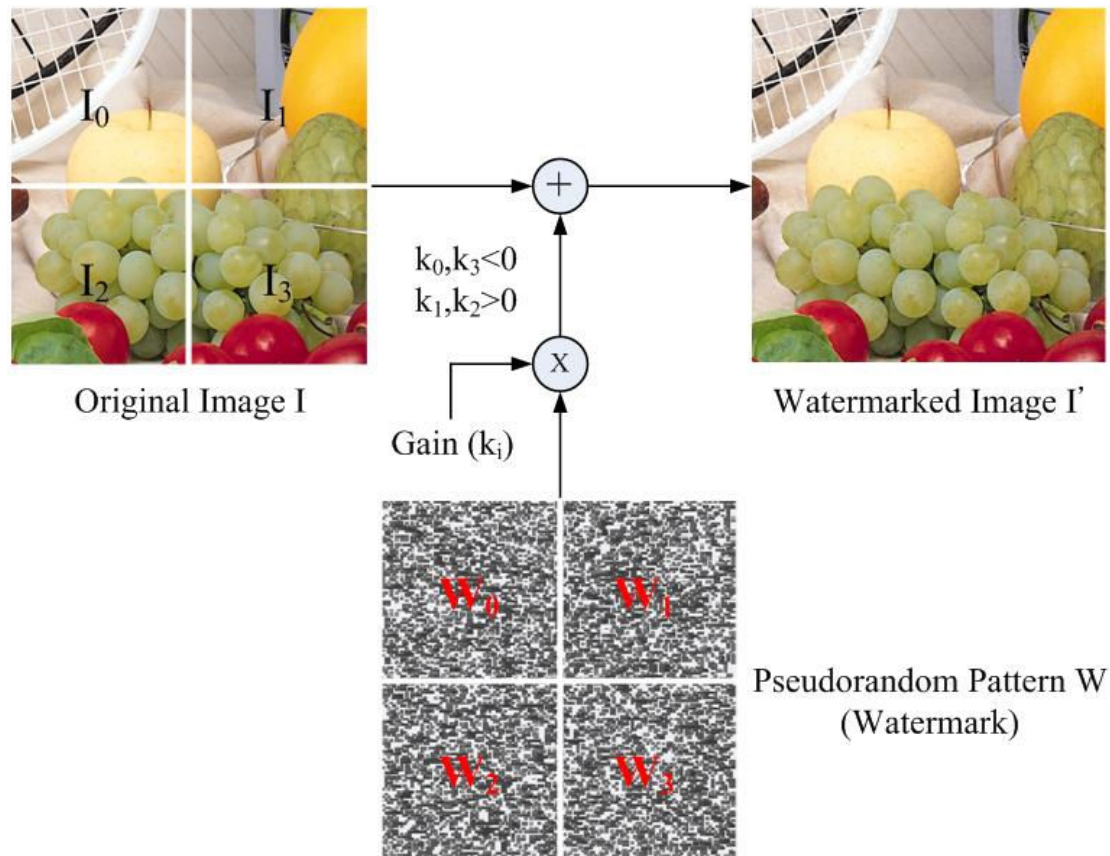 I₀
I₁
I₂
I₃
Original Image I
+
k₀,k₃<0
k₁,k₂>0
X
Gain (kᵢ)
Watermarked Image I'
W₀
W₁
W₂
W₃
Pseudorandom Pattern W
(Watermark)